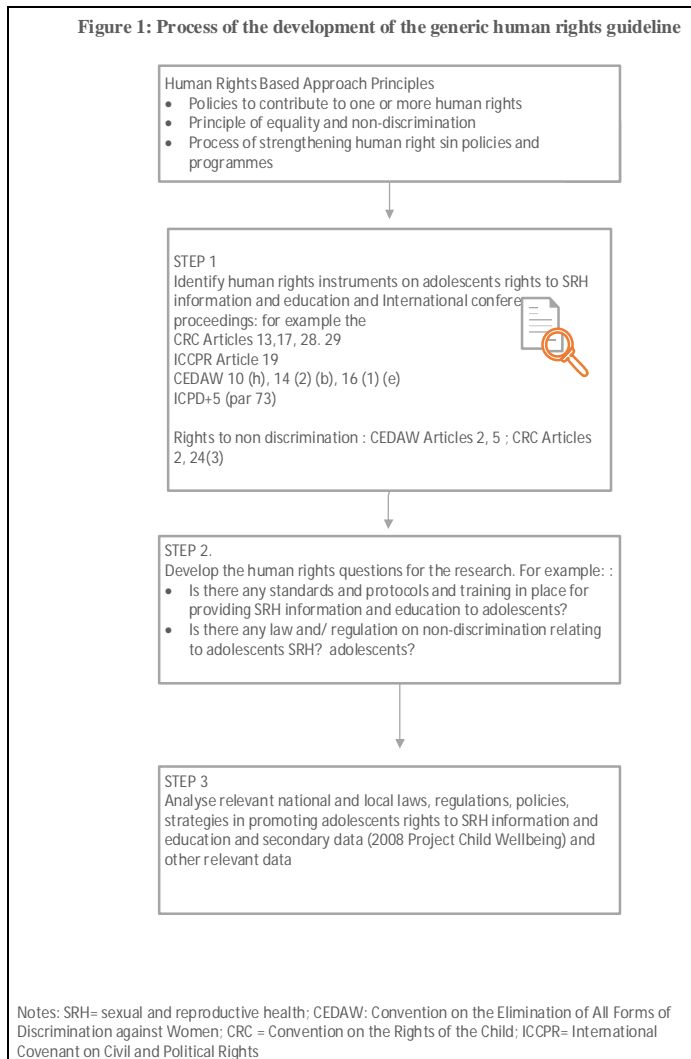 Figure 1: Process of the development of the generic human rights guideline
Human Rights Based Approach Principles
• Policies to contribute to one or more human rights
• Principle of equality and non-discrimination
• Process of strengthening human right sin policies and
programmes
STEP 1
Identify human rights instruments on adolescents rights to SRH
information and education and International confere
proceedings: for example the
CRC Articles 13,17, 28. 29
ICCPR Article 19
CEDAW 10 (h), 14 (2) (b), 16 (1) (e)
ICPD+5 (par 73)
Rights to non discrimination : CEDAW Articles 2, 5 ; CRC Articles
2, 24(3)
STEP 2.
Develop the human rights questions for the research. For example: :
• Is there any standards and protocols and training in place for
providing SRH information and education to adolescents?
• Is there any law and/ regulation on non-discrimination relating
to adolescents SRH? adolescents?
STEP 3
Analyse relevant national and local laws, regulations, policies,
strategies in promoting adolescents rights to SRH information and
education and secondary data (2008 Project Child Wellbeing) and
other relevant data
Notes: SRH= sexual and reproductive health; CEDAW: Convention on the Elimination of All Forms of
Discrimination against Women; CRC = Convention on the Rights of the Child; ICCPR= International
Covenant on Civil and Political Rights